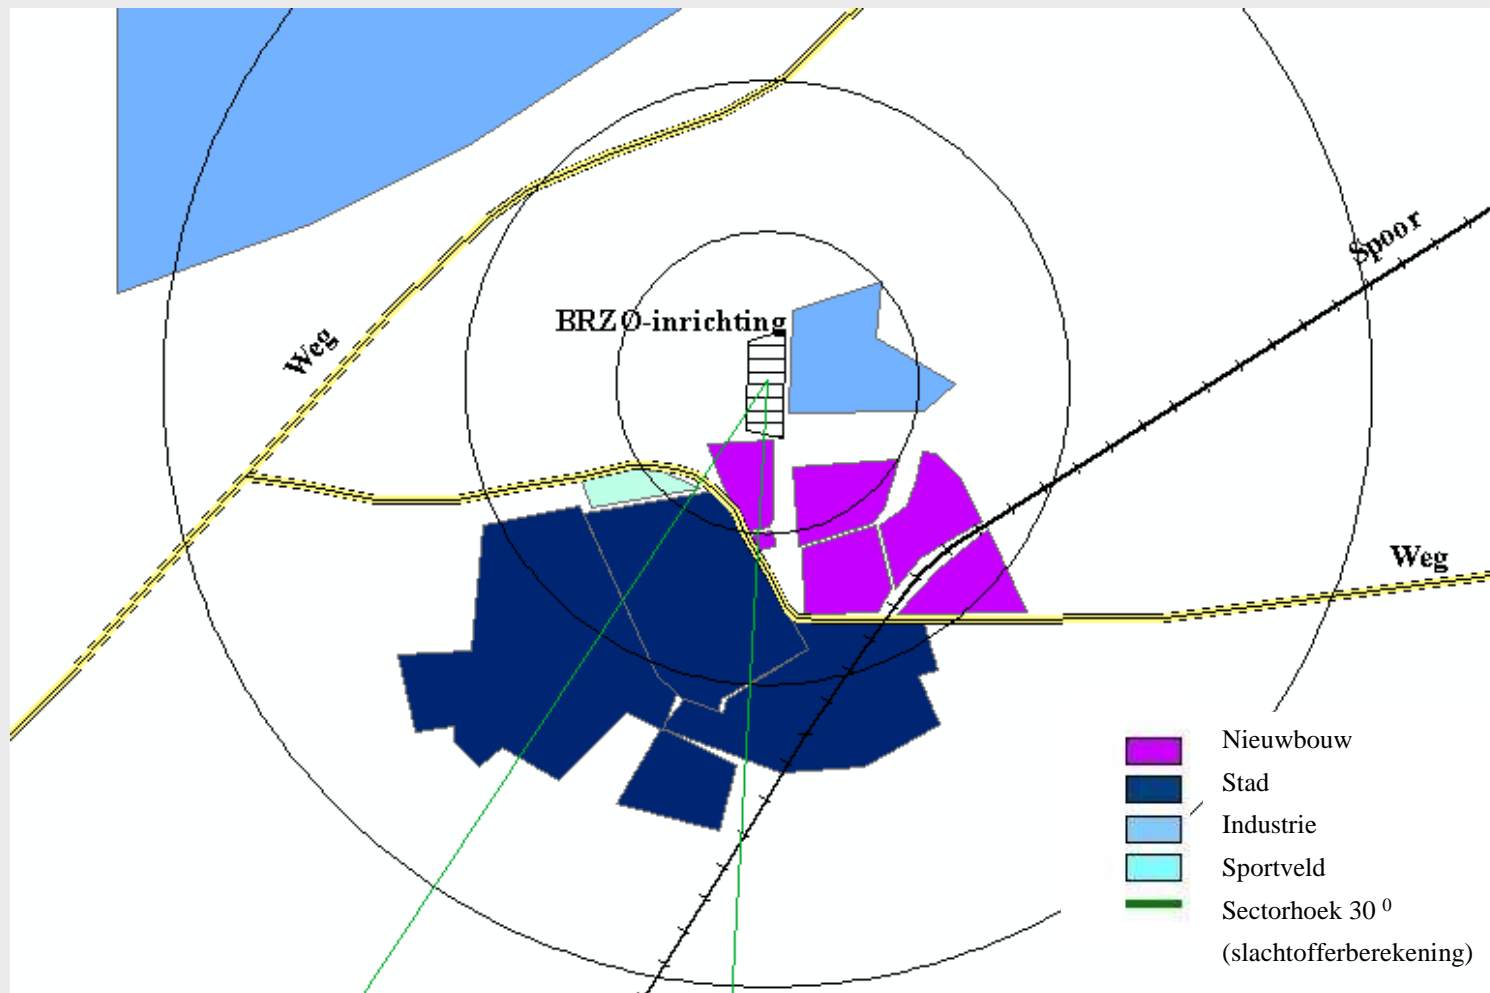 Spoor
BRZO-inrichting
Weg
Weg
Nieuwbouw
Stad
Industrie
Sportveld
Sectorhoek 30 0
(slachtofferberekening)